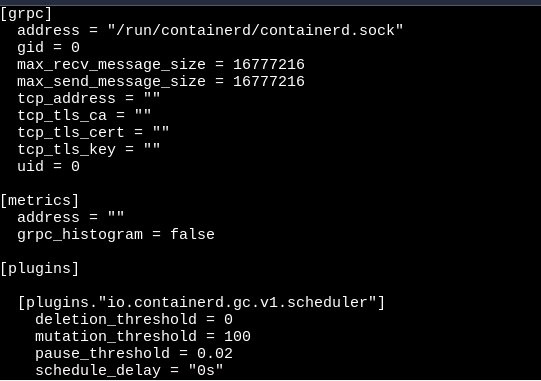 [grpc]
  address = "/run/containerd/containerd.sock"
  gid = 0
  max_recv_message_size = 16777216
  max_send_message_size = 16777216
  tcp_address = ""
  tcp_tls_ca = ""
  tcp_tls_cert = ""
  tcp_tls_key = ""
  uid = 0

[metrics]
  address = ""
  grpc_histogram = false

[plugins]

  [plugins."io.containerd.gc.v1.scheduler"]
    deletion_threshold = 0
    mutation_threshold = 100
    pause_threshold = 0.02
    schedule_delay = "0s"